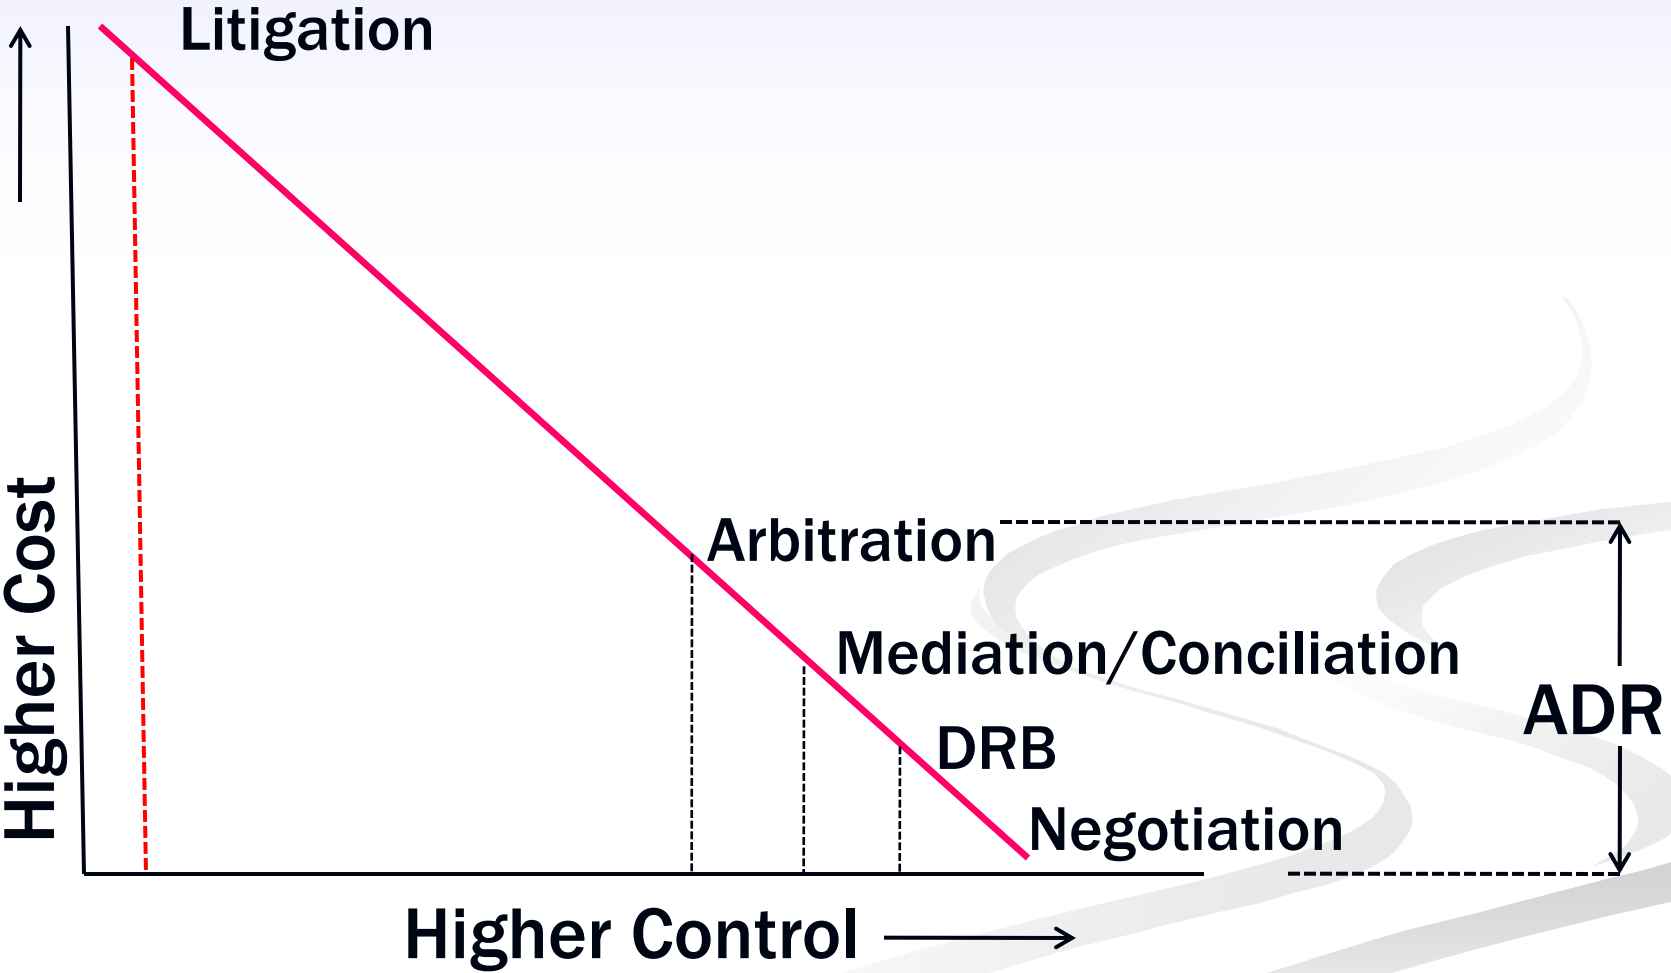 Litigation
Higher Cost
Arbitration
Mediation/Conciliation
ADR
DRB
Negotiation
Higher Control